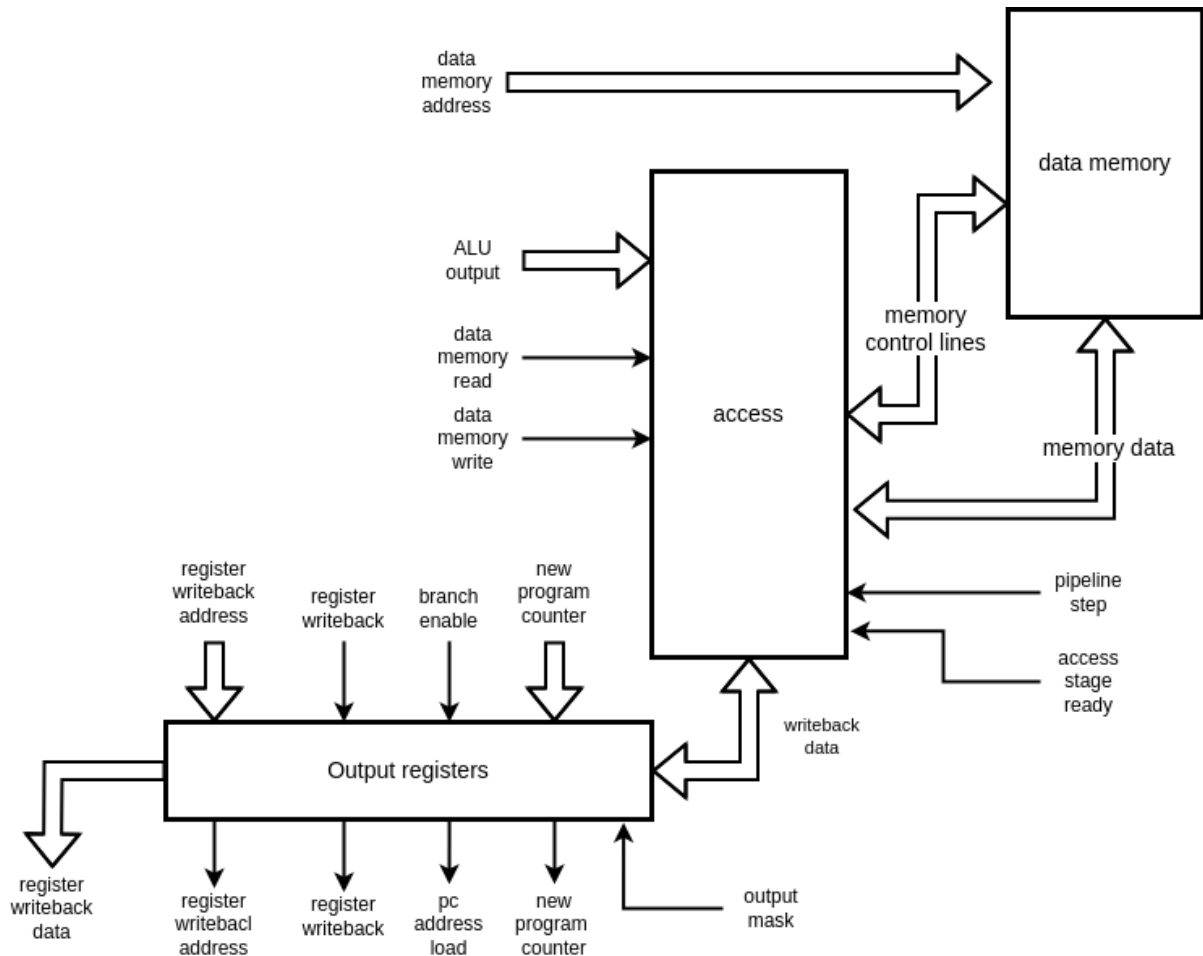 data
memory
address
data memory
ALU
output
data
memory
read
data
memory
write
access
memory
control lines
memory data
register
writeback
address
register
writeback
branch
enable
new
program
counter
pipeline
step
access
stage
ready
writeback
data
Output registers
register
writeback
data
register
writebacl
address
register
writeback
pc
address
load
new
program
counter
output
mask